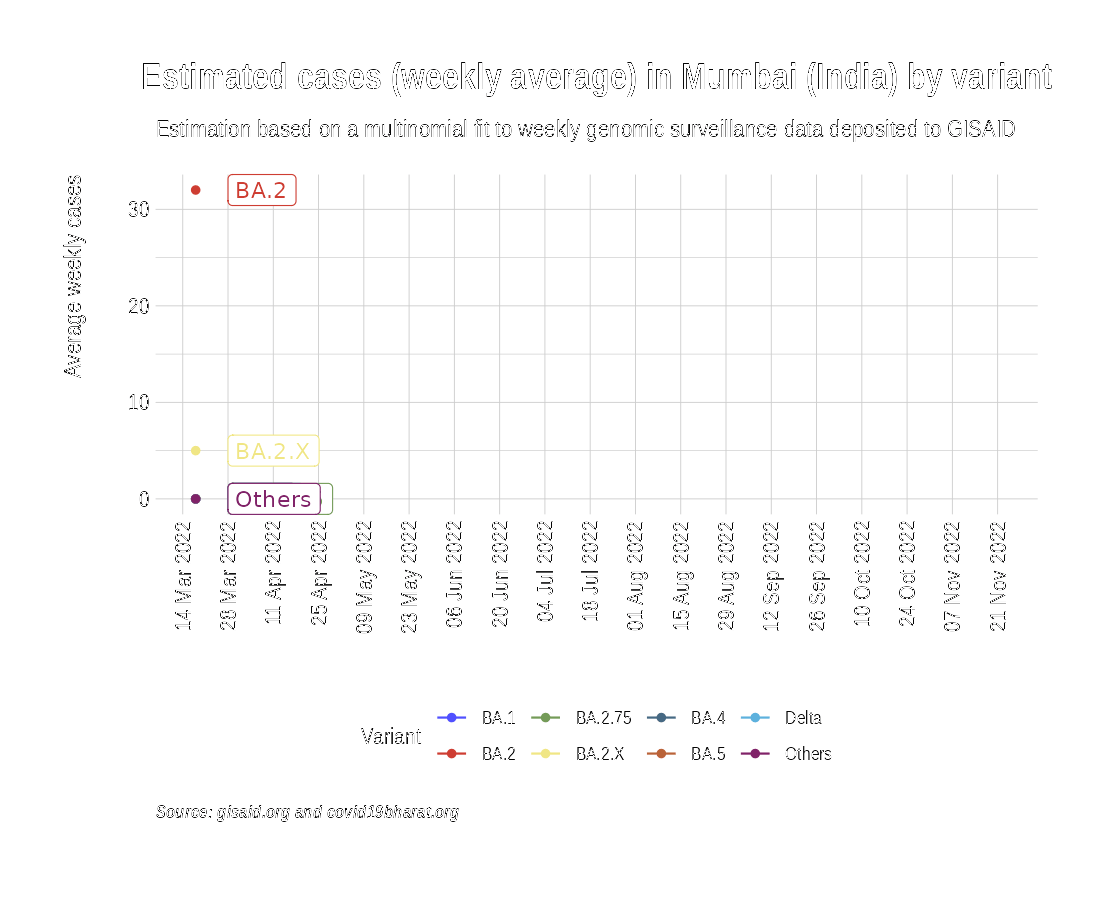 Estimated cases (weekly average) in Mumbai (India) by variant
Estimation based on a multinomial fit to weekly genomic surveillance data deposited to GISAID
Average weekly cases
30
20
10
0
BA.2
BA.2.X
Others
14 Mar 2022
28 Mar 2022
11 Apr 2022
25 Apr 2022
09 May 2022
23 May 2022
06 Jun 2022
20 Jun 2022
04 Jul 2022
18 Jul 2022
01 Aug 2022
15 Aug 2022
29 Aug 2022
12 Sep 2022
26 Sep 2022
10 Oct 2022
24 Oct 2022
07 Nov 2022
21 Nov 2022
Variant
BA.1 BA.2.75 BA.4 Delta
BA.2 BA.2.X BA.5 Others
Source: gisaid.org and covid19bharat.org